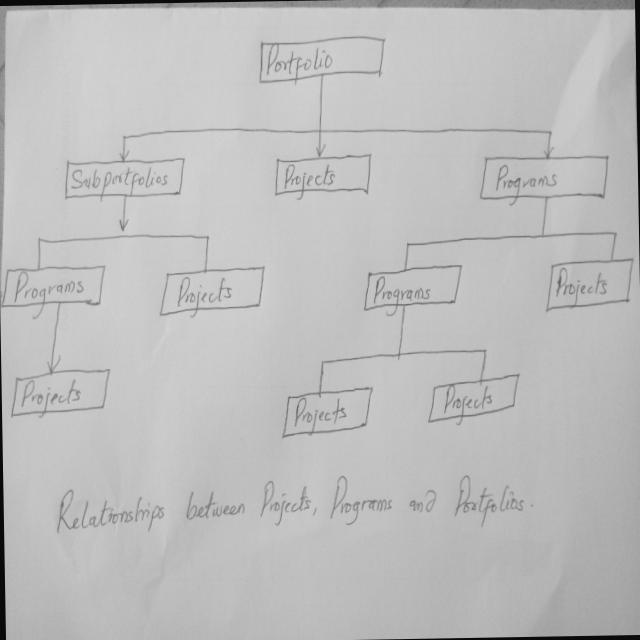 Portfolio
Subportfolios Projects Programs
Programs Projects Programs Projects
Projects Projects Projects
Relationships between Projects, Programs and Portfolios.